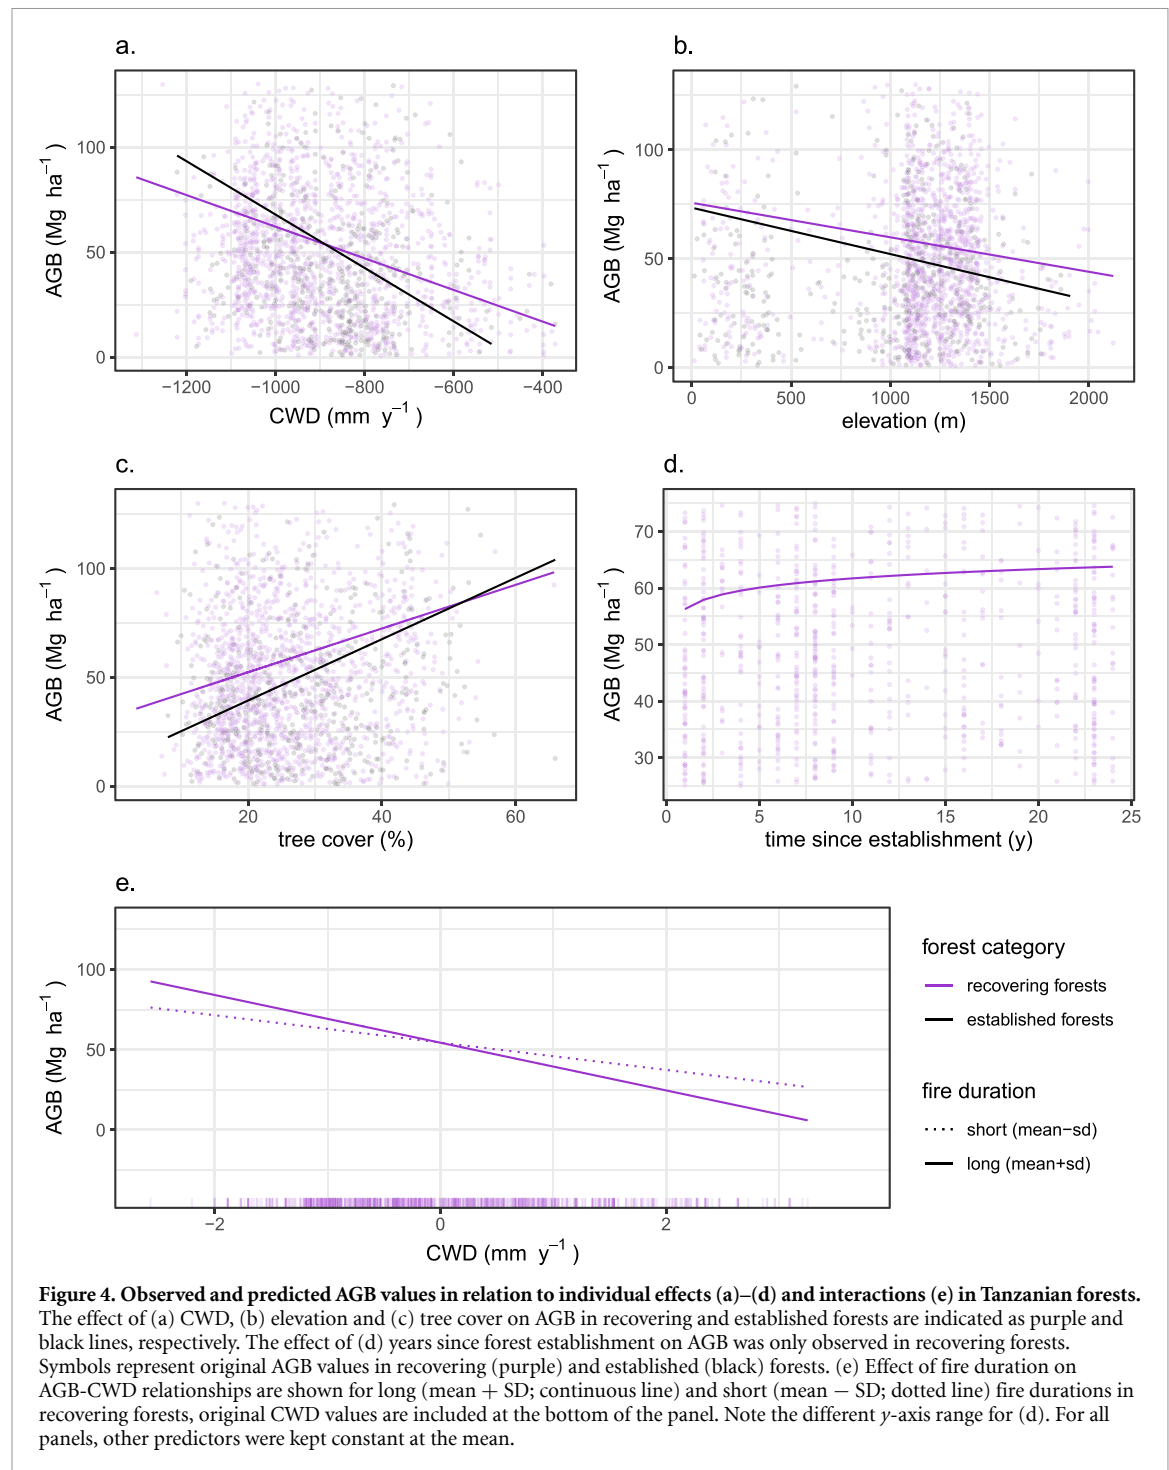 a.
100
50
0
AGB (Mg ha⁻¹ )
−1200 −1000 −800 −600 −400
CWD (mm y⁻¹ )
b.
100
50
0
AGB (Mg ha⁻¹ )
0 500 1000 1500 2000
elevation (m)
c.
100
50
0
AGB (Mg ha⁻¹ )
20 40 60
tree cover (%)
d.
70
60
50
40
30
AGB (Mg ha⁻¹ )
0 5 10 15 20 25
time since establishment (y)
e.
100
50
0
AGB (Mg ha⁻¹ )
−2 0 2
CWD (mm y⁻¹ )
forest category
recovering forests
established forests
fire duration
short (mean−sd)
long (mean+sd)
Figure 4. Observed and predicted AGB values in relation to individual effects (a)–(d) and interactions (e) in Tanzanian forests.
The effect of (a) CWD, (b) elevation and (c) tree cover on AGB in recovering and established forests are indicated as purple and
black lines, respectively. The effect of (d) years since forest establishment on AGB was only observed in recovering forests.
Symbols represent original AGB values in recovering (purple) and established (black) forests. (e) Effect of fire duration on
AGB-CWD relationships are shown for long (mean + SD; continuous line) and short (mean − SD; dotted line) fire durations in
recovering forests, original CWD values are included at the bottom of the panel. Note the different y-axis range for (d). For all
panels, other predictors were kept constant at the mean.